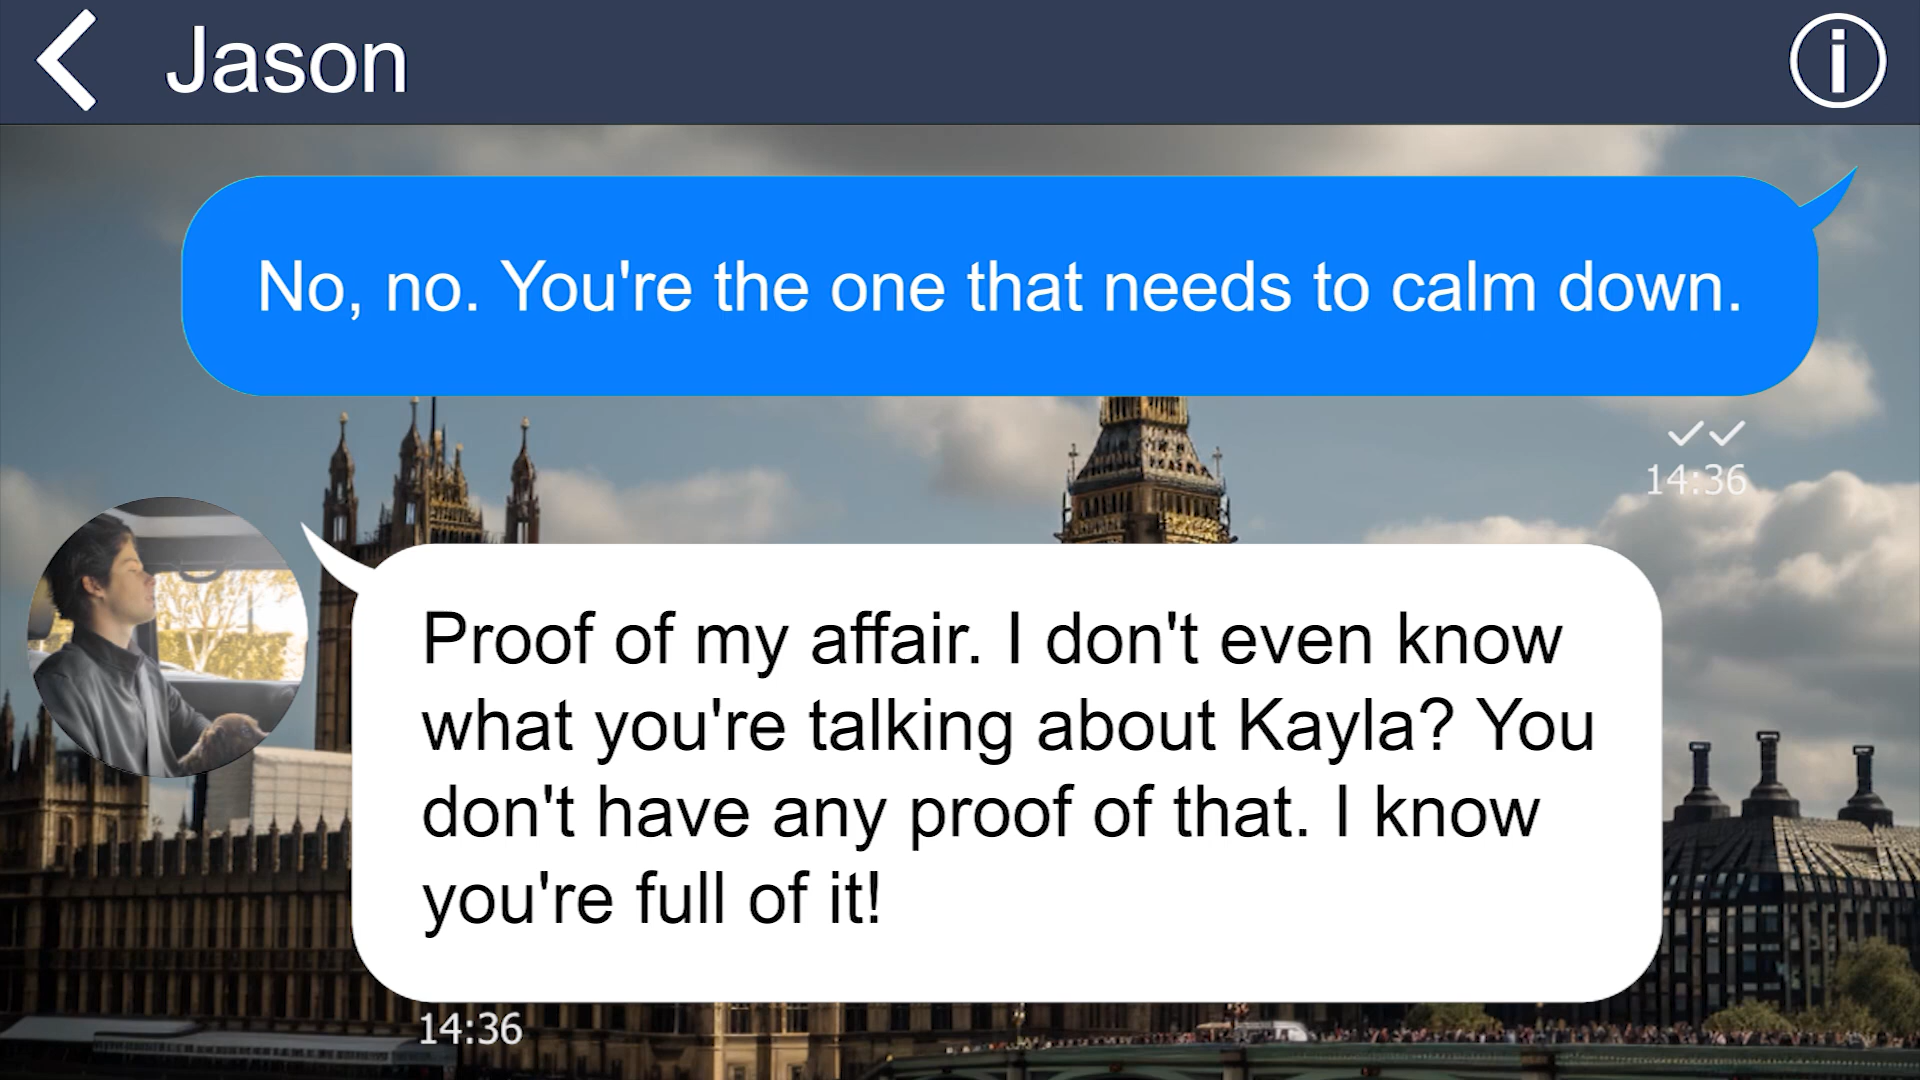 Jason
No, no. You're the one that needs to calm down.
14:36
Proof of my affair. I don't even know
what you're talking about Kayla? You
don't have any proof of that. I know
you're full of it!
14:36